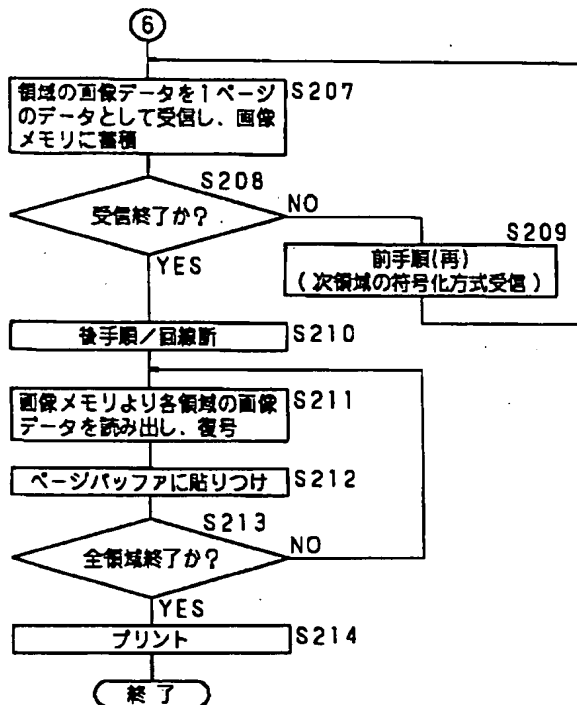 6
領域の画像データを1ページ
のデータとして受信し、画像
メモリに蓄積
S207
S208
受信終了か?
NO
YES
S209
前手順(再)
(次領域の符号化方式受信)
後手順/回線断
S210
画像メモリより各領域の画像
データを読み出し、復号
S211
ページバッファに貼りつけ
S212
S213
全領域終了か?
NO
YES
プリント
S214
終了